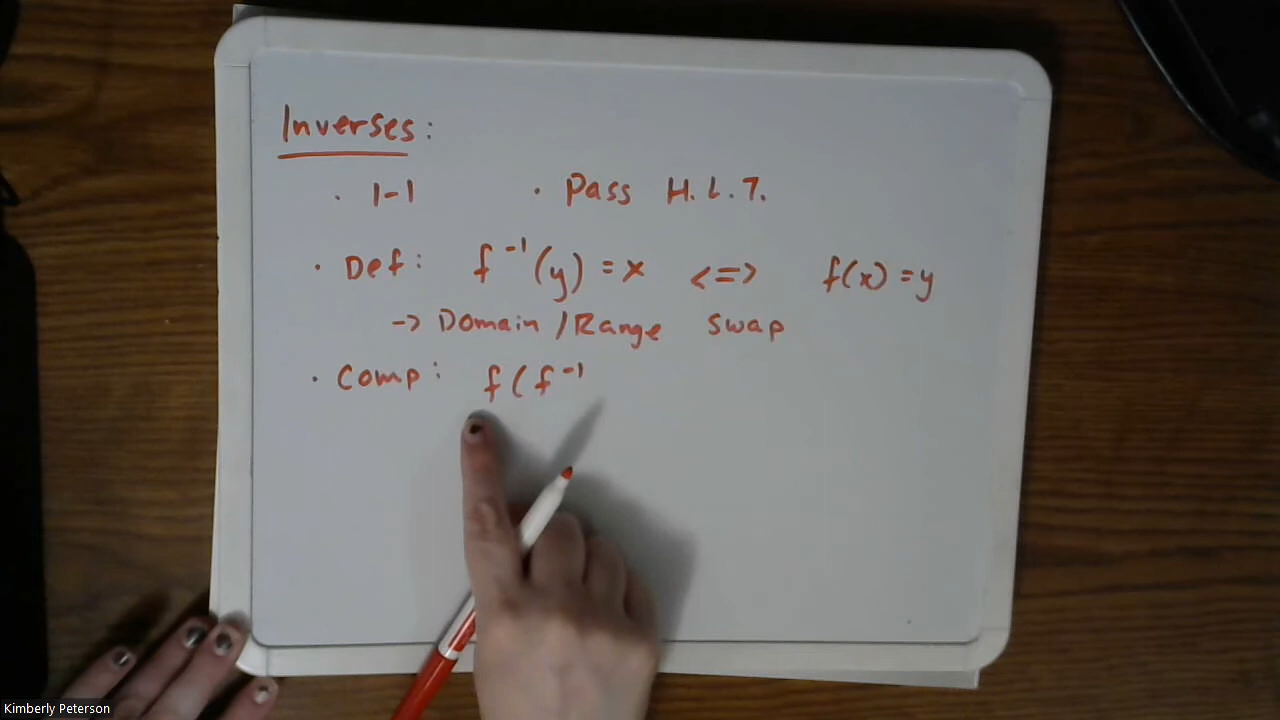 Inverses:
· 1-1 · Pass H.L.T.
· Def: f⁻¹(y) = x <=> f(x) = y
-> Domain/Range swap
· Comp: f(f⁻¹
Kimberly Peterson